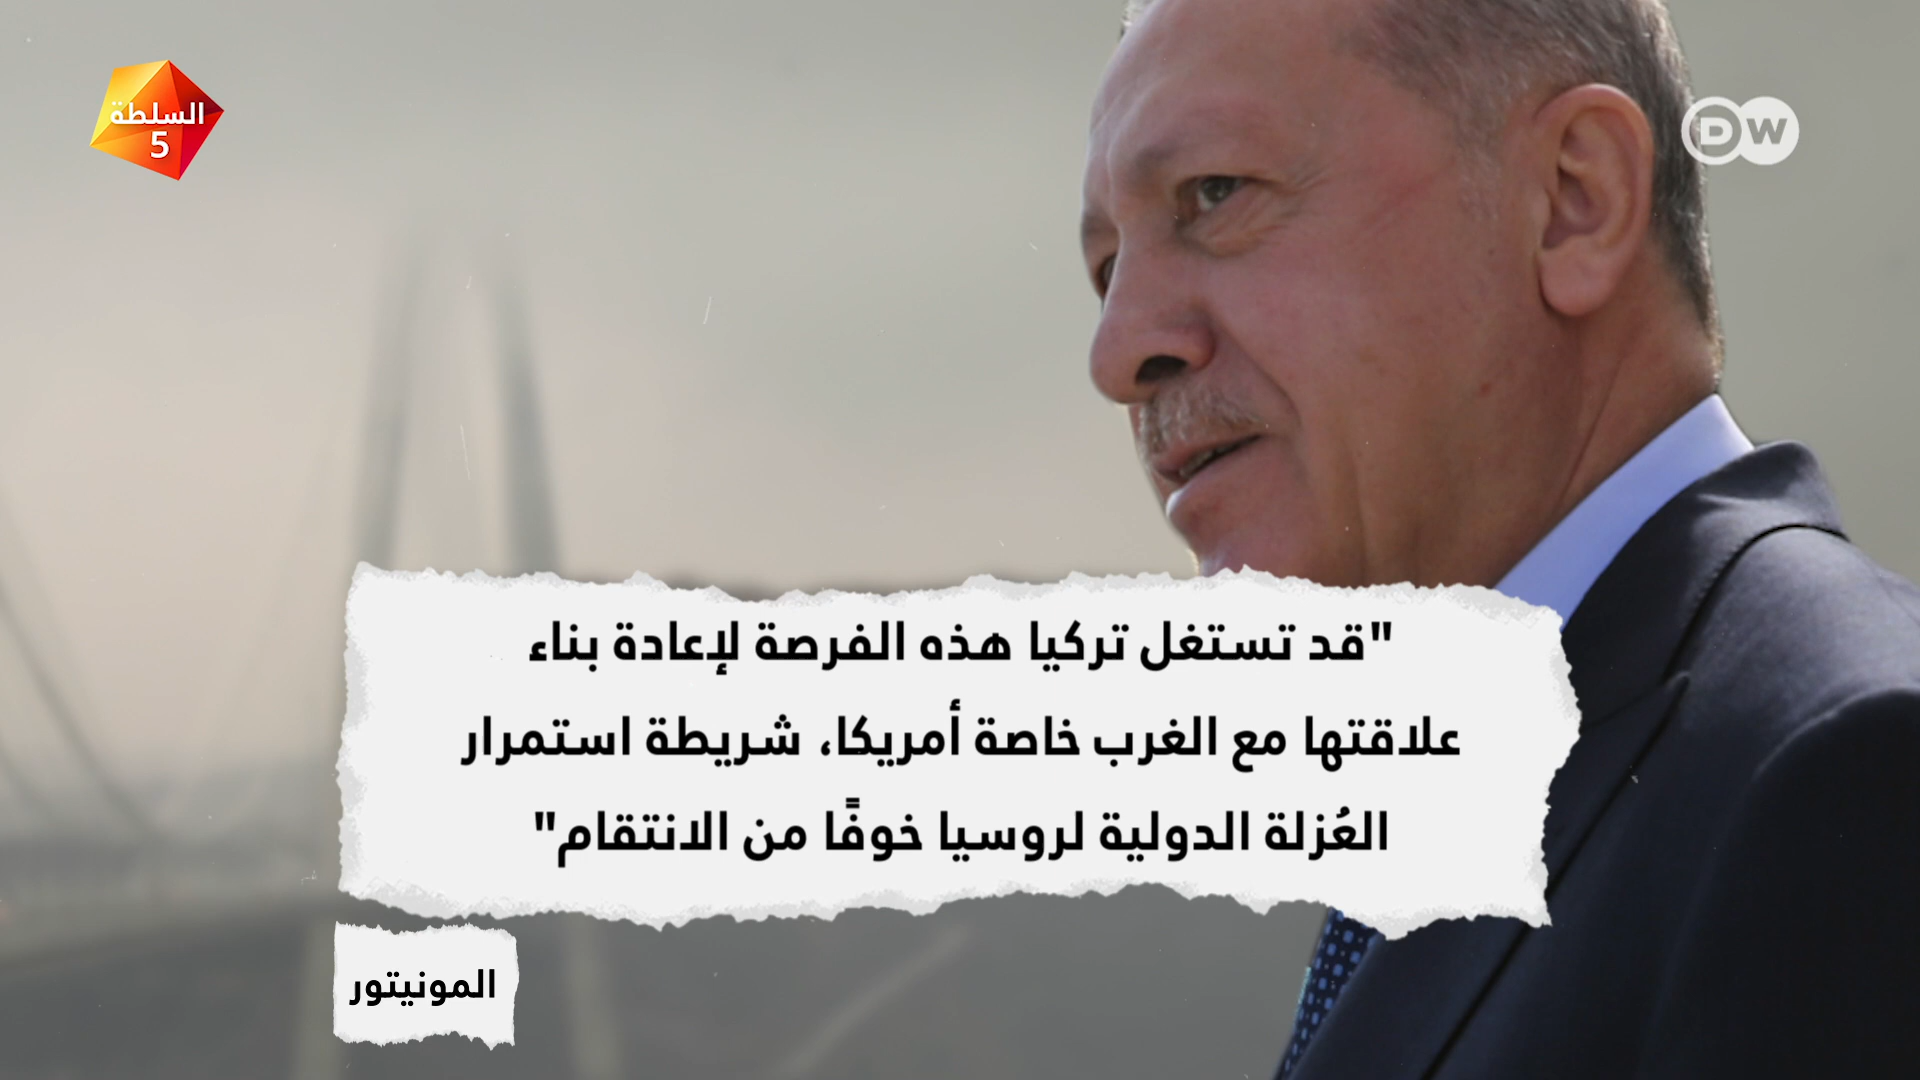 السلطة
5
DW
"قد تستغل تركيا هذه الفرصة لإعادة بناء
علاقتها مع الغرب خاصة أمريكا، شريطة استمرار
العُزلة الدولية لروسيا خوفًا من الانتقام"
المونيتور